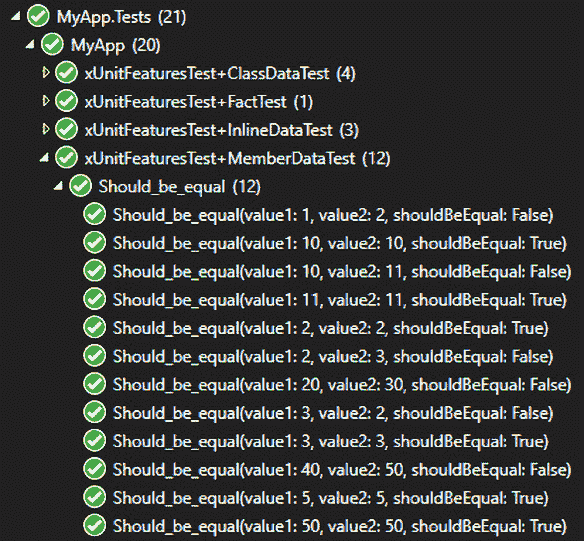 MyApp.Tests (21)
MyApp (20)
xUnitFeaturesTest+ClassDataTest (4)
xUnitFeaturesTest+FactTest (1)
xUnitFeaturesTest+InlineDataTest (3)
xUnitFeaturesTest+MemberDataTest (12)
Should_be_equal (12)
Should_be_equal(value1: 1, value2: 2, shouldBeEqual: False)
Should_be_equal(value1: 10, value2: 10, shouldBeEqual: True)
Should_be_equal(value1: 10, value2: 11, shouldBeEqual: False)
Should_be_equal(value1: 11, value2: 11, shouldBeEqual: True)
Should_be_equal(value1: 2, value2: 2, shouldBeEqual: True)
Should_be_equal(value1: 2, value2: 3, shouldBeEqual: False)
Should_be_equal(value1: 20, value2: 30, shouldBeEqual: False)
Should_be_equal(value1: 3, value2: 2, shouldBeEqual: False)
Should_be_equal(value1: 3, value2: 3, shouldBeEqual: True)
Should_be_equal(value1: 40, value2: 50, shouldBeEqual: False)
Should_be_equal(value1: 5, value2: 5, shouldBeEqual: True)
Should_be_equal(value1: 50, value2: 50, shouldBeEqual: True)